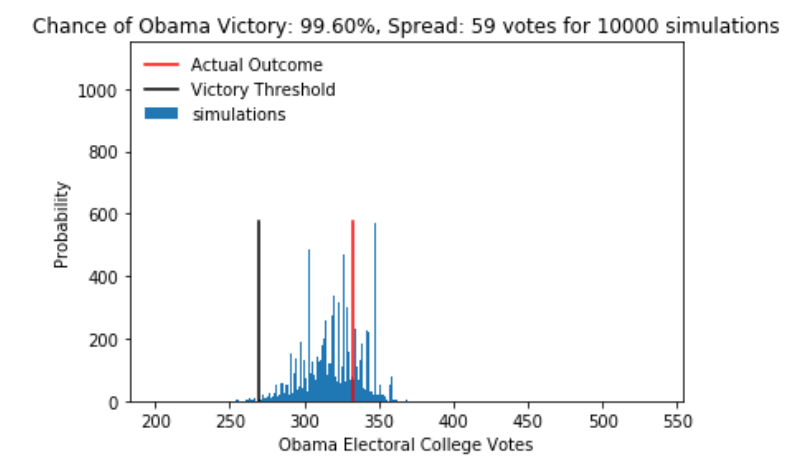 Chance of Obama Victory: 99.60%, Spread: 59 votes for 10000 simulations
Actual Outcome
Victory Threshold
simulations
Probability
1000
800
600
400
200
0
200 250 300 350 400 450 500 550
Obama Electoral College Votes